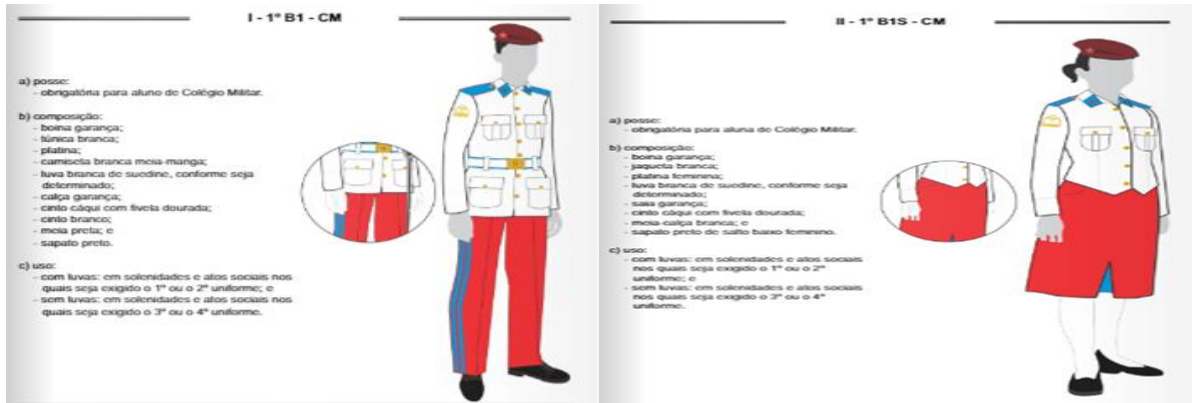 I - 1º B1 - CM
a) posse:
- obrigatória para aluno de Colégio Militar.
b) composição:
- boina garança;
- túnica branca;
- platina;
- camiseta branca meia-manga;
- luva branca de suedine, conforme seja
determinado;
- calça garança;
- cinto cáqui com fivela dourada;
- cinto branco;
- meia preta; e
- sapato preto.
c) uso:
- com luvas: em solenidades e atos sociais nos
quais seja exigido o 1º ou o 2º uniforme; e
- sem luvas: em solenidades e atos sociais nos
quais seja exigido o 3º ou o 4º uniforme.
II - 1º B1S - CM
a) posse:
- obrigatória para aluna de Colégio Militar.
b) composição:
- boina garança;
- jaqueta branca;
- platina feminina;
- luva branca de suedine, conforme seja
determinado;
- saia garança;
- cinto cáqui com fivela dourada;
- meia-calça branca; e
- sapato preto de salto baixo feminino.
c) uso:
- com luvas: em solenidades e atos sociais
nos quais seja exigido o 1º ou o 2º
uniforme; e
- sem luvas: em solenidades e atos sociais
nos quais seja exigido o 3º ou o 4º
uniforme.